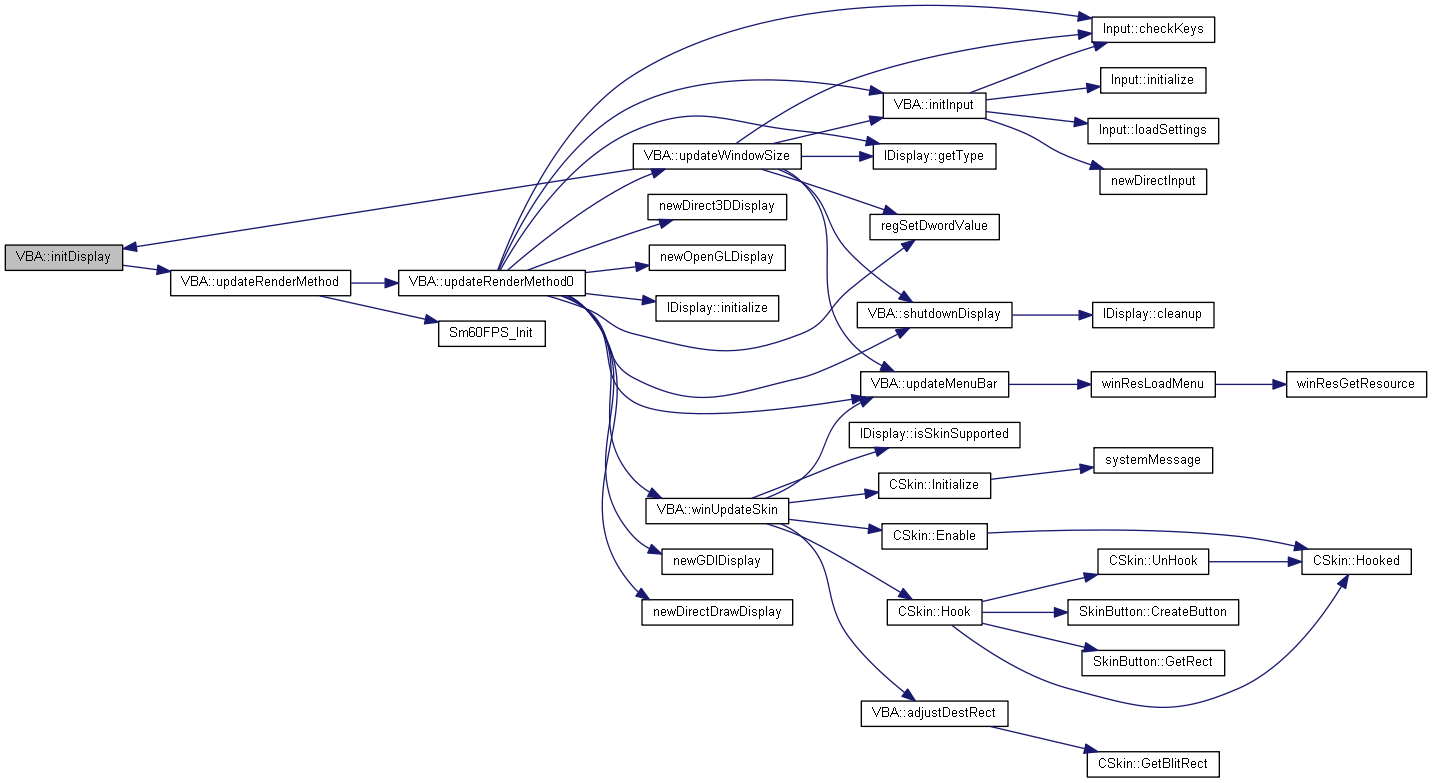 Input::checkKeys
Input::initialize
VBA::initInput
Input::loadSettings
VBA::updateWindowSize
IDisplay::getType
newDirectInput
newDirect3DDisplay
regSetDwordValue
VBA::initDisplay
newOpenGLDisplay
VBA::updateRenderMethod
VBA::updateRenderMethod0
IDisplay::initialize
VBA::shutdownDisplay
IDisplay::cleanup
Sm60FPS_Init
VBA::updateMenuBar
winResLoadMenu
winResGetResource
IDisplay::isSkinSupported
systemMessage
CSkin::Initialize
VBA::winUpdateSkin
CSkin::Enable
newGDIDisplay
CSkin::UnHook
CSkin::Hooked
newDirectDrawDisplay
CSkin::Hook
SkinButton::CreateButton
SkinButton::GetRect
VBA::adjustDestRect
CSkin::GetBlitRect